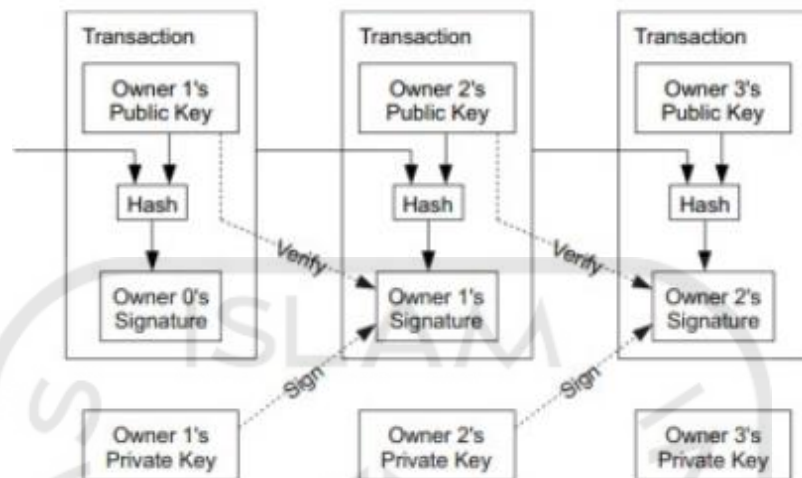 Transaction
Owner 1's
Public Key
Hash
Owner 0's
Signature
Transaction
Owner 2's
Public Key
Hash
Verify
Owner 1's
Signature
Transaction
Owner 3's
Public Key
Hash
Verify
Owner 2's
Signature
Sign
Sign
Owner 1's
Private Key
Owner 2's
Private Key
Owner 3's
Private Key
ISLAM